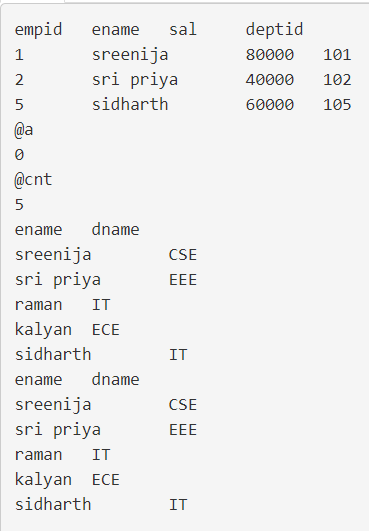 empid ename sal deptid
1 sreenija 80000 101
2 sri priya 40000 102
5 sidharth 60000 105
@a
0
@cnt
5
ename dname
sreenija CSE
sri priya EEE
raman IT
kalyan ECE
sidharth IT
ename dname
sreenija CSE
sri priya EEE
raman IT
kalyan ECE
sidharth IT